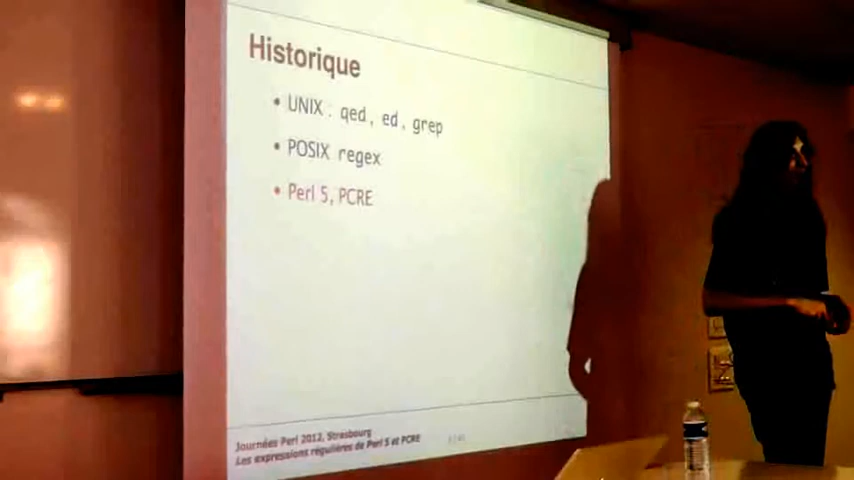 Historique
• UNIX : qed, ed, grep
• POSIX regex
• Perl 5, PCRE
Journées Perl 2012, Strasbourg
Les expressions régulières de Perl 5 et PCRE